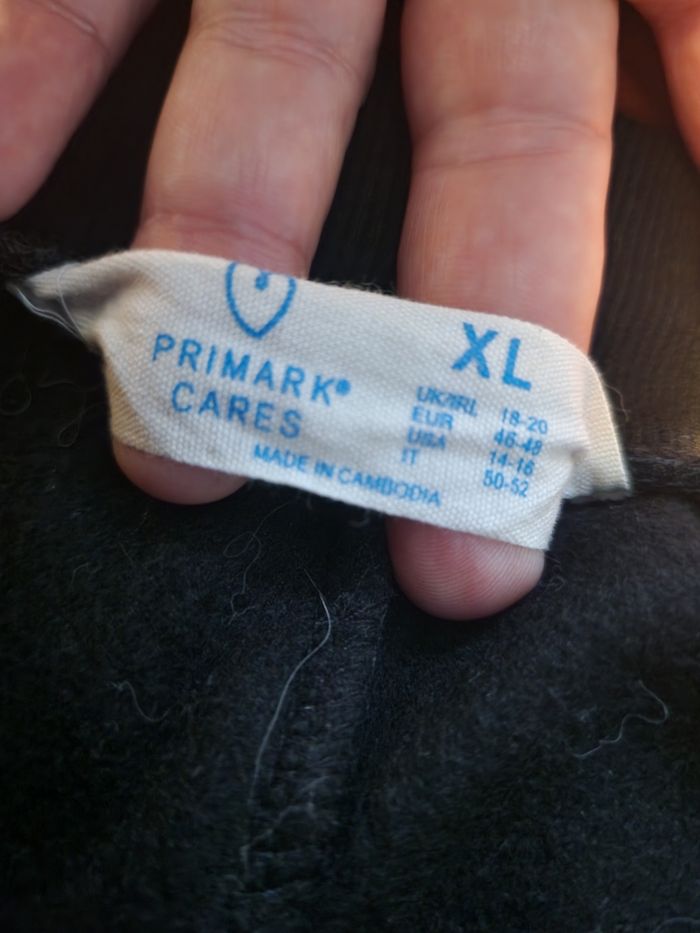 PRIMARK®
CARES
MADE IN CAMBODIA
XL
UK/IRL 18-20
EUR 46-48
USA 14-16
IT 50-52